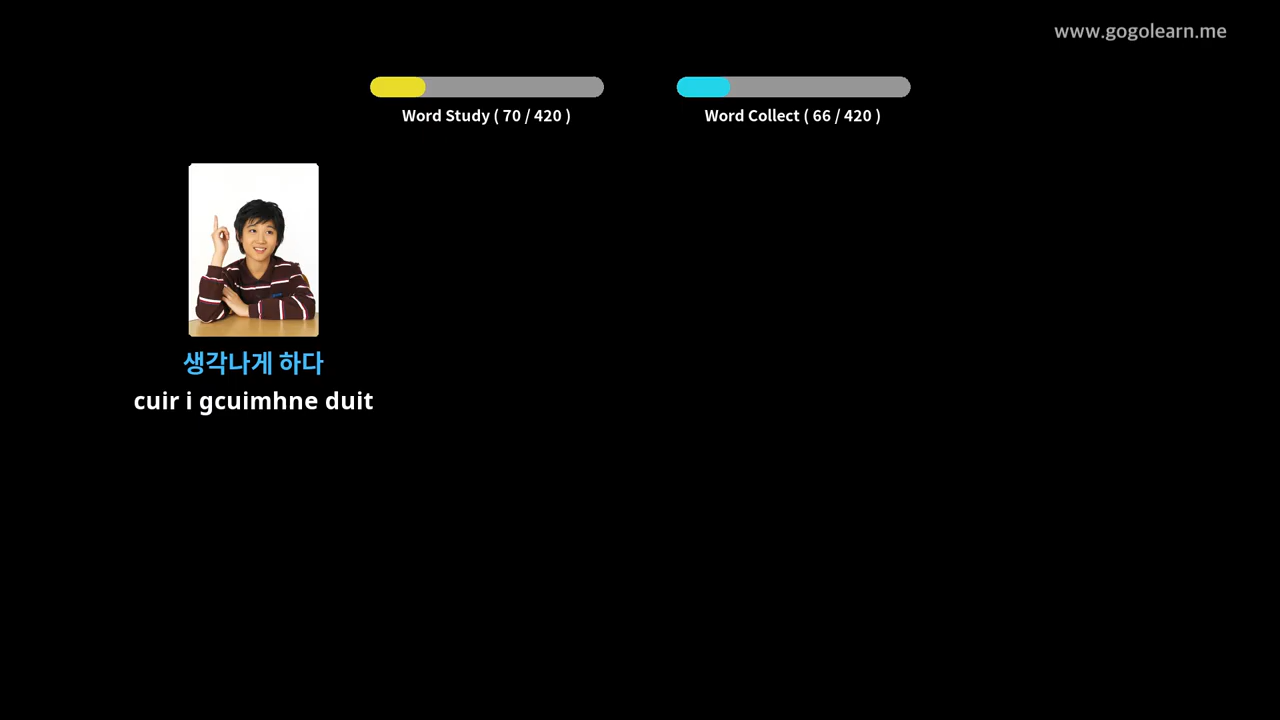 www.gogolearn.me
Word Study ( 70 / 420 )
Word Collect ( 66 / 420 )
생각나게 하다
cuir i gcuimhne duit